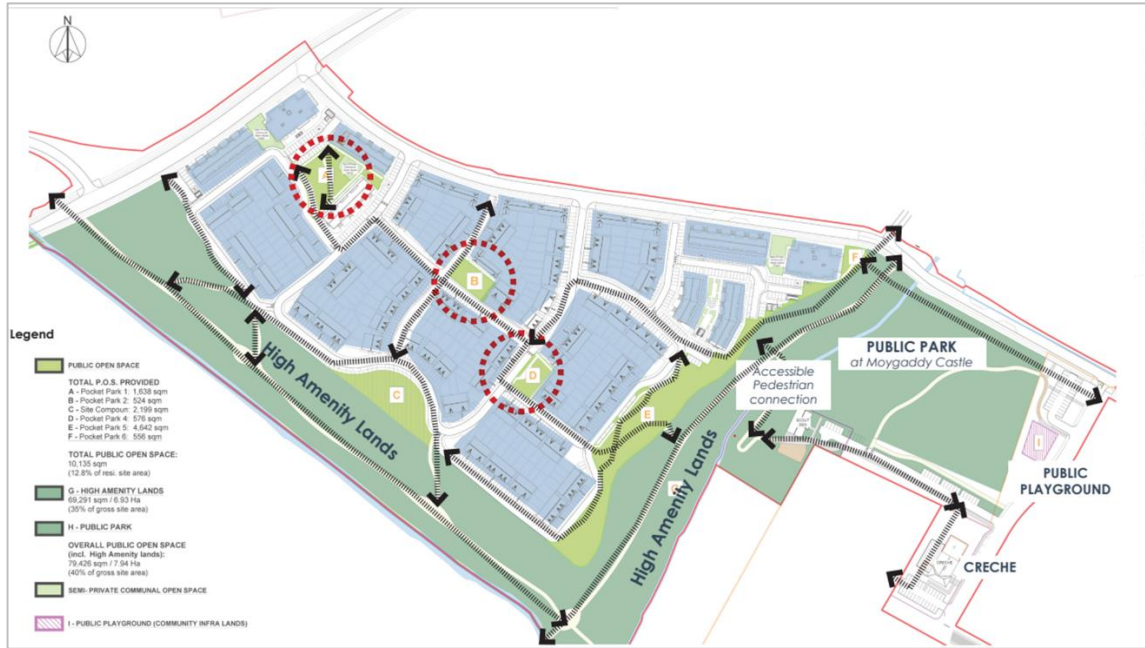 N
A
B
F
Legend
PUBLIC OPEN SPACE
TOTAL P.O.S. PROVIDED
A - Pocket Park 1: 1,638 sqm
B - Pocket Park 2: 524 sqm
C - Site Compoun: 2,199 sqm
D - Pocket Park 4: 576 sqm
E - Pocket Park 5: 4,642 sqm
F - Pocket Park 6: 556 sqm
TOTAL PUBLIC OPEN SPACE:
10,135 sqm
(12.8% of resi. site area)
G - HIGH AMENITY LANDS
69,291 sqm / 6.93 Ha
(35% of gross site area)
H - PUBLIC PARK
OVERALL PUBLIC OPEN SPACE
(incl. High Amenity lands):
79,426 sqm / 7.94 Ha
(40% of gross site area)
SEMI- PRIVATE COMMUNAL OPEN SPACE
I - PUBLIC PLAYGROUND (COMMUNITY INFRA LANDS)
High Amenity Lands
C
D
E
High Amenity Lands
PUBLIC PARK
at Moygaddy Castle
Accessible
Pedestrian
connection
I
PUBLIC
PLAYGROUND
CRECHE
CRECHE